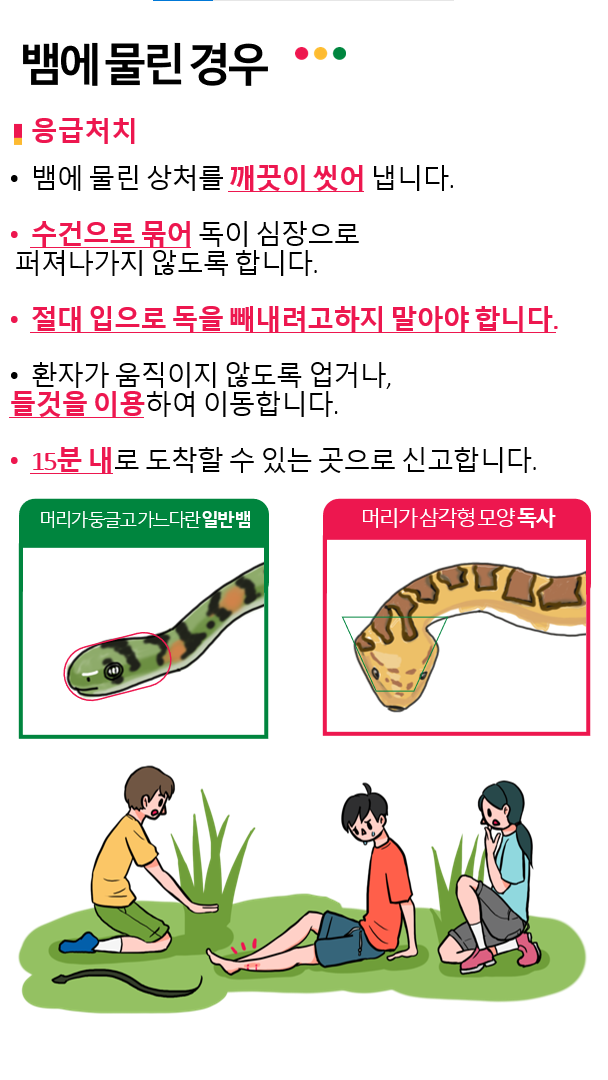 뱀에 물린 경우
응급처치
• 뱀에 물린 상처를 깨끗이 씻어 냅니다.
• 수건으로 묶어 독이 심장으로
퍼져나가지 않도록 합니다.
• 절대 입으로 독을 빼내려고하지 말아야 합니다.
• 환자가 움직이지 않도록 업거나,
들것을 이용하여 이동합니다.
• 15분 내로 도착할 수 있는 곳으로 신고합니다.
머리가 둥글고 가느다란 일반뱀
머리가 삼각형 모양 독사